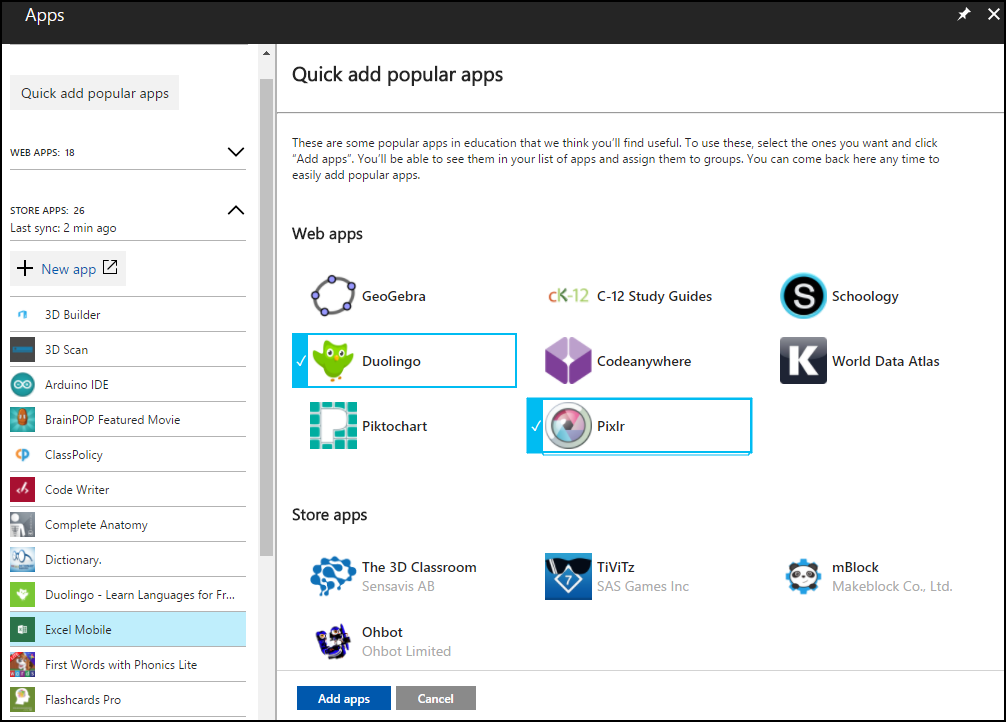 Apps
Quick add popular apps
WEB APPS: 18
STORE APPS: 26
Last sync: 2 min ago
New app
3D Builder
3D Scan
Arduino IDE
BrainPOP Featured Movie
ClassPolicy
Code Writer
Complete Anatomy
Dictionary.
Duolingo - Learn Languages for Fr...
Excel Mobile
First Words with Phonics Lite
Flashcards Pro
Quick add popular apps
These are some popular apps in education that we think you'll find useful. To use these, select the ones you want and click
"Add apps". You'll be able to see them in your list of apps and assign them to groups. You can come back here any time to
easily add popular apps.
Web apps
GeoGebra
cK-12 C-12 Study Guides
S Schoology
Duolingo
Codeanywhere
K World Data Atlas
Piktochart
Pixlr
Store apps
The 3D Classroom
Sensavis AB
7 TiViTz
SAS Games Inc
mBlock
Makeblock Co., Ltd.
Ohbot
Ohbot Limited
Add apps
Cancel